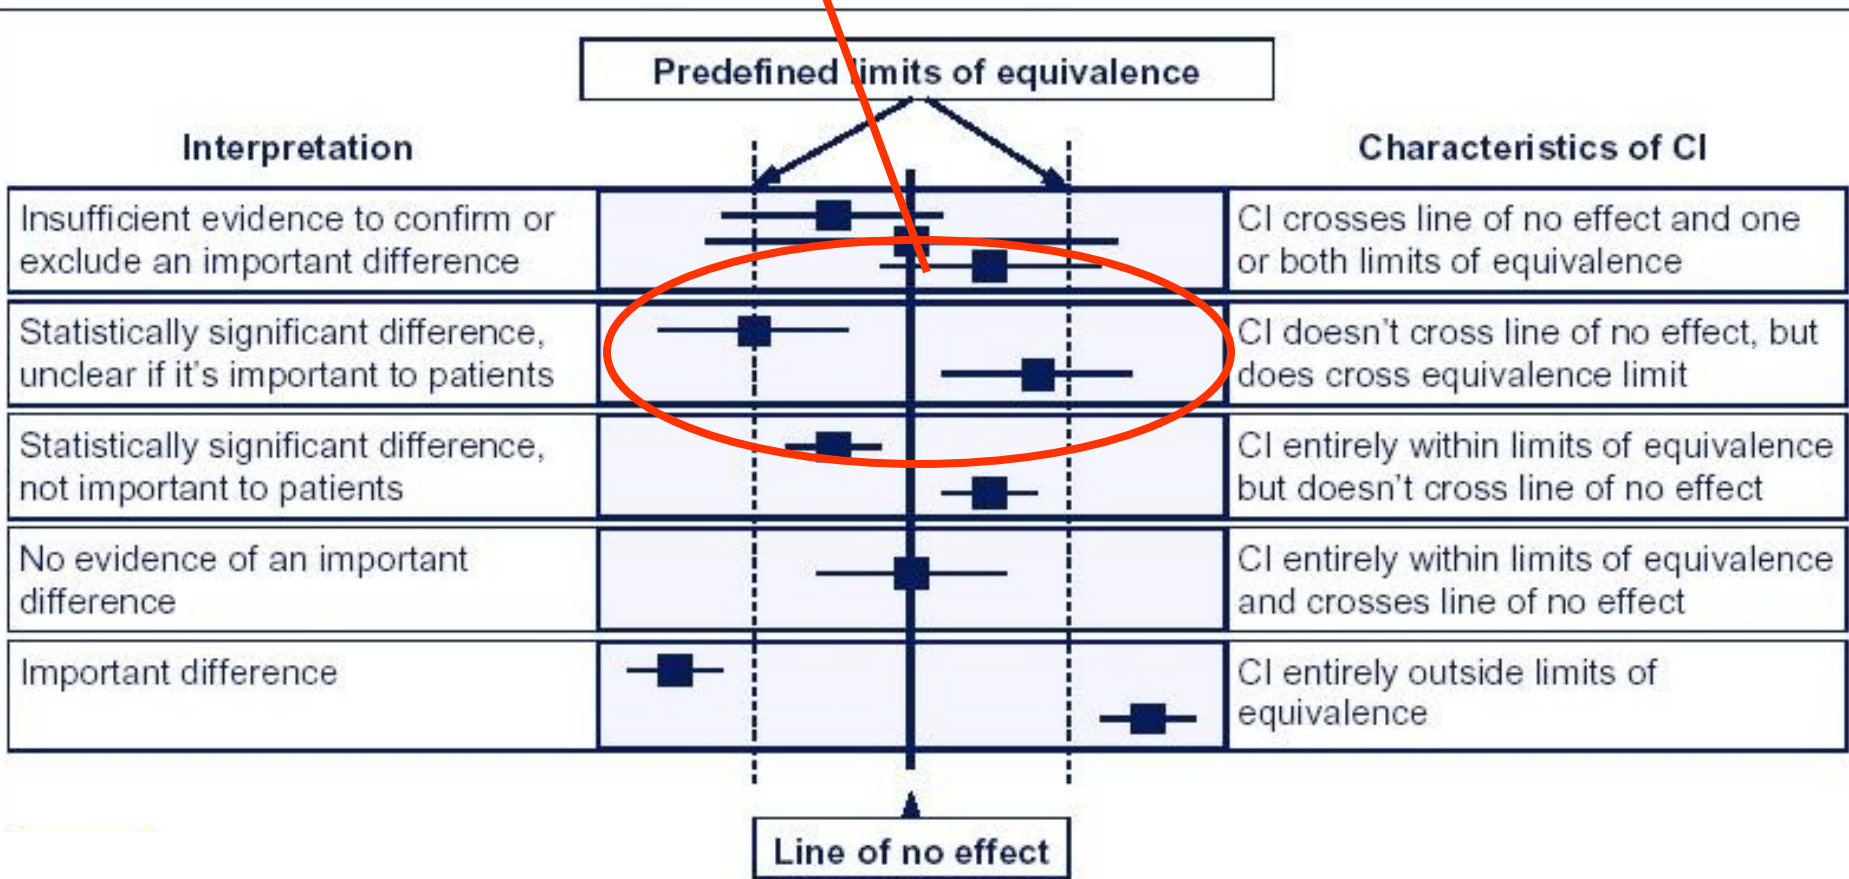 Predefined limits of equivalence
Interpretation
Characteristics of CI
Insufficient evidence to confirm or
exclude an important difference
CI crosses line of no effect and one
or both limits of equivalence
Statistically significant difference,
unclear if it's important to patients
CI doesn't cross line of no effect, but
does cross equivalence limit
Statistically significant difference,
not important to patients
CI entirely within limits of equivalence
but doesn't cross line of no effect
No evidence of an important
difference
CI entirely within limits of equivalence
and crosses line of no effect
Important difference
CI entirely outside limits of
equivalence
Line of no effect